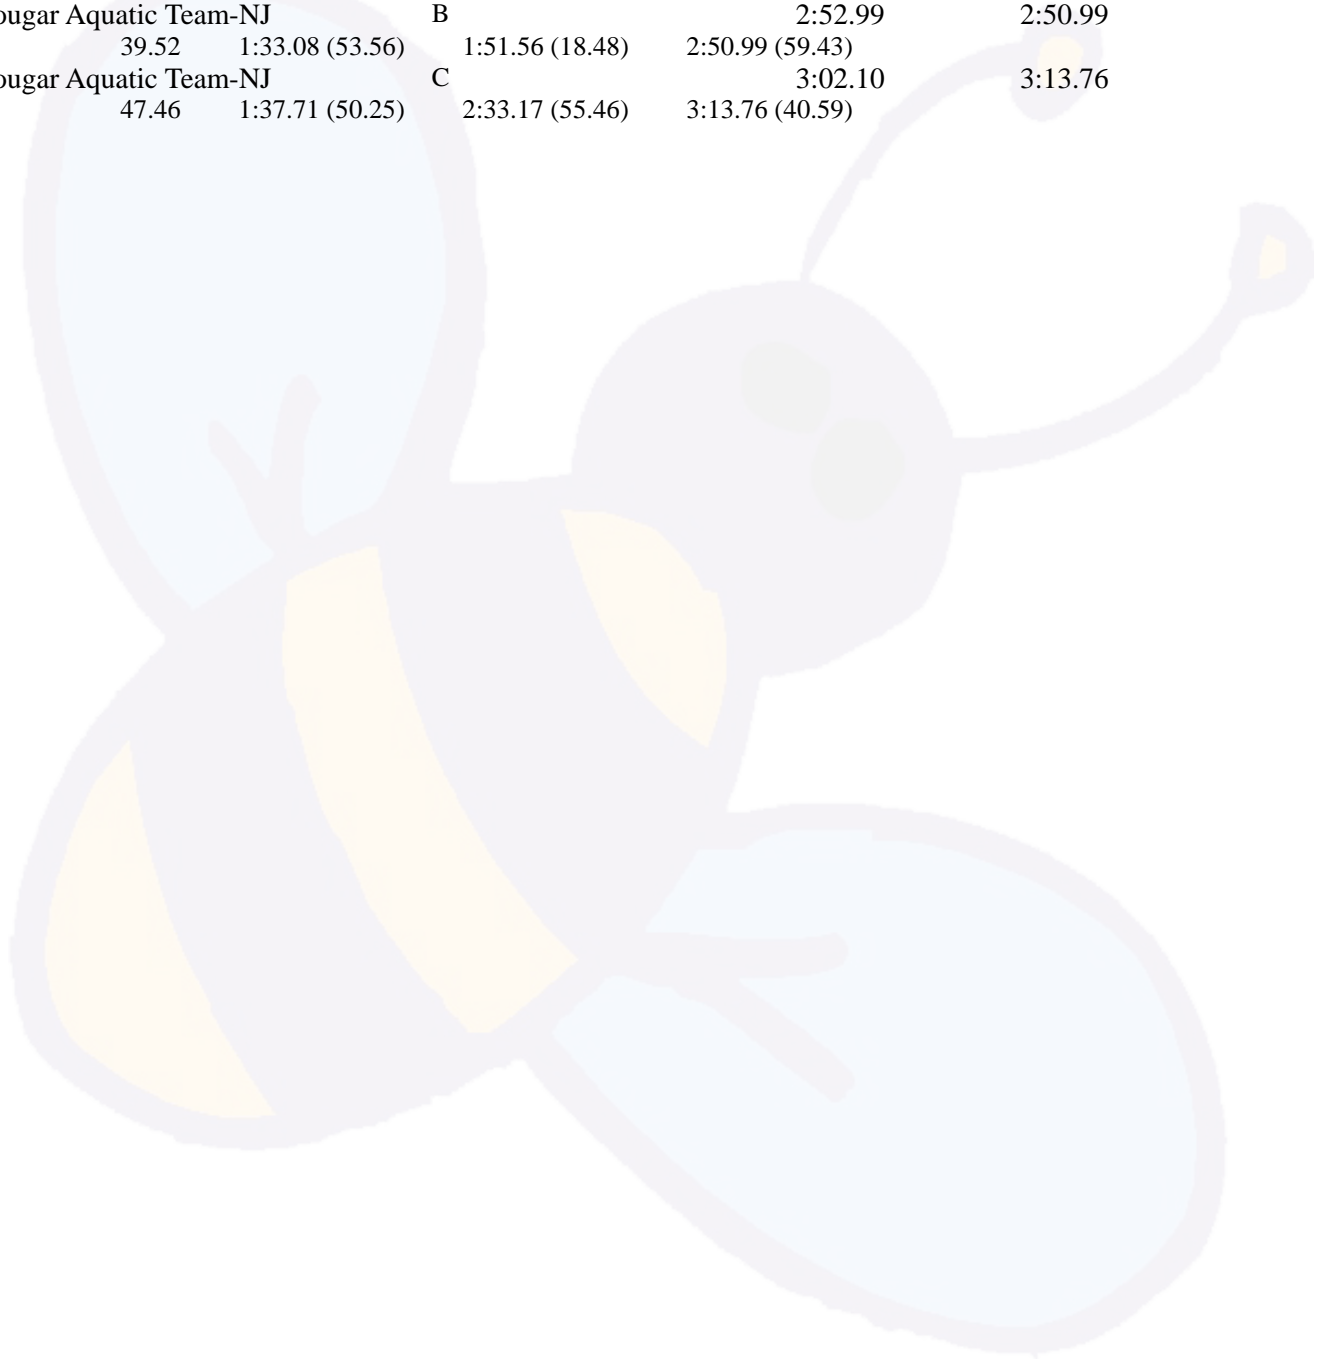 ougar Aquatic Team-NJ B 2:52.99 2:50.99
39.52 1:33.08 (53.56) 1:51.56 (18.48) 2:50.99 (59.43)
ougar Aquatic Team-NJ C 3:02.10 3:13.76
47.46 1:37.71 (50.25) 2:33.17 (55.46) 3:13.76 (40.59)